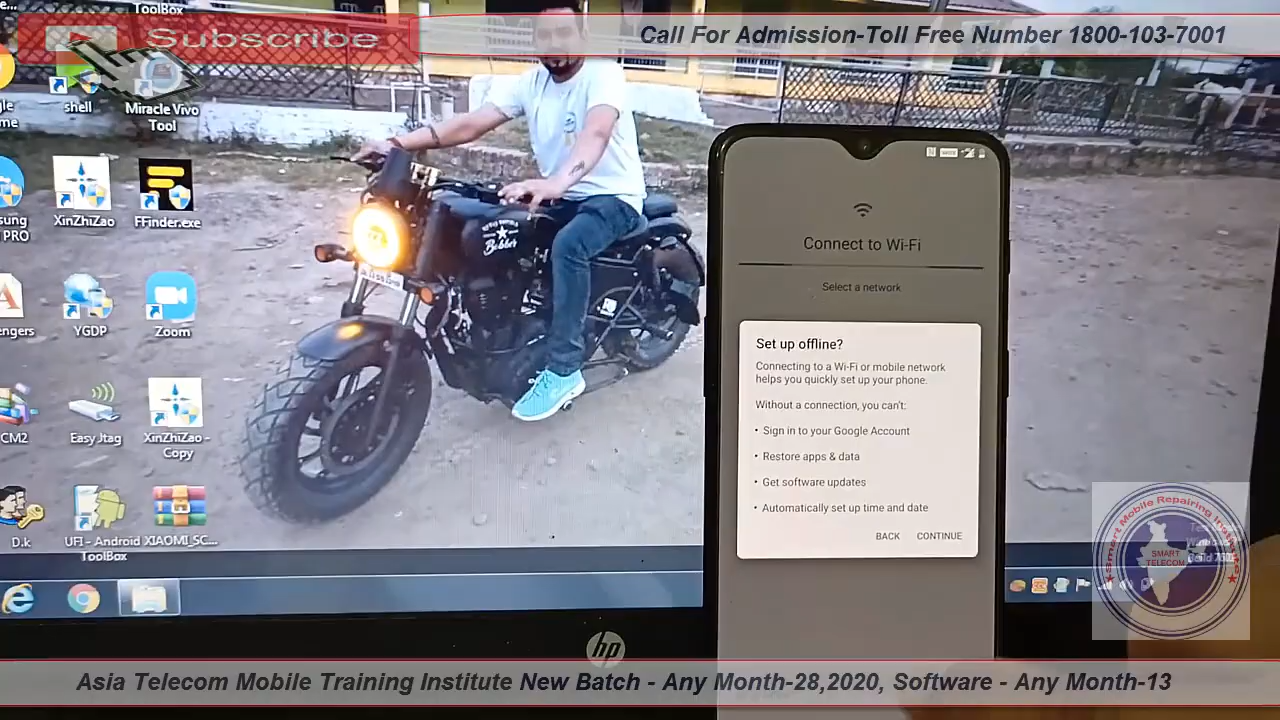 ToolBox
Subscribe
Call For Admission-Toll Free Number 1800-103-7001
shell
Miracle Vivo
Tool
XinZhiZao
FFinder.exe
PRO
YGDP
Zoom
CM2
Easy Jtag
XinZhiZao -
Copy
D.k
UFI - Android
ToolBox
XIAOMI_SC...
Bobber
hp
Connect to Wi-Fi
Select a network
Set up offline?
Connecting to a Wi-Fi or mobile network
helps you quickly set up your phone.
Without a connection, you can't:
• Sign in to your Google Account
• Restore apps & data
• Get software updates
• Automatically set up time and date
BACK CONTINUE
SMART
TELECOM
Asia Telecom Mobile Training Institute New Batch - Any Month-28,2020, Software - Any Month-13